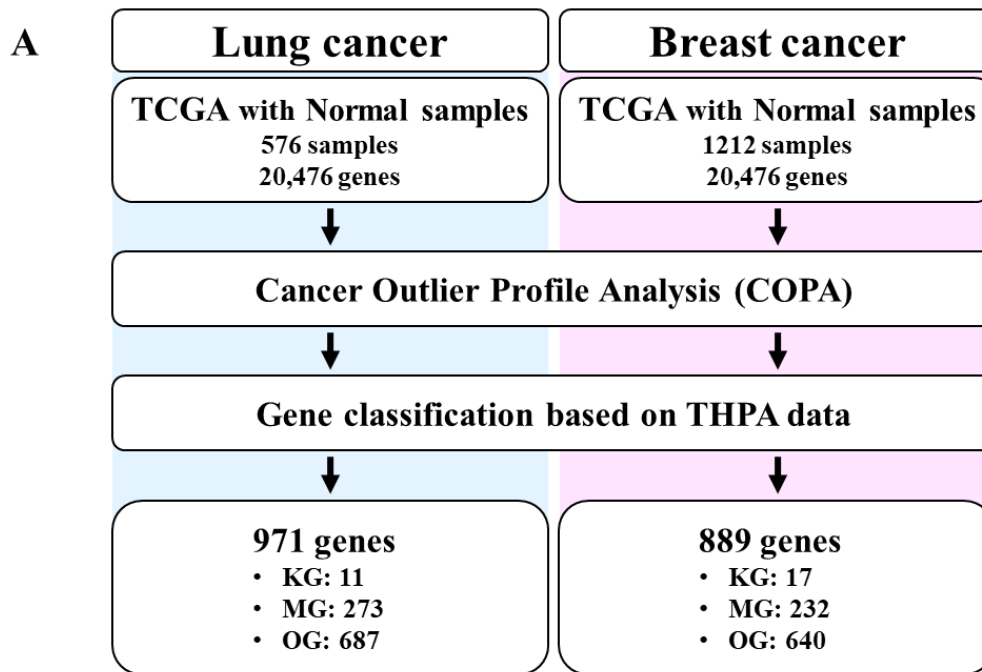 A
Lung cancer
Breast cancer
TCGA with Normal samples
576 samples
20,476 genes
TCGA with Normal samples
1212 samples
20,476 genes
Cancer Outlier Profile Analysis (COPA)
Gene classification based on THPA data
971 genes
• KG: 11
• MG: 273
• OG: 687
889 genes
• KG: 17
• MG: 232
• OG: 640